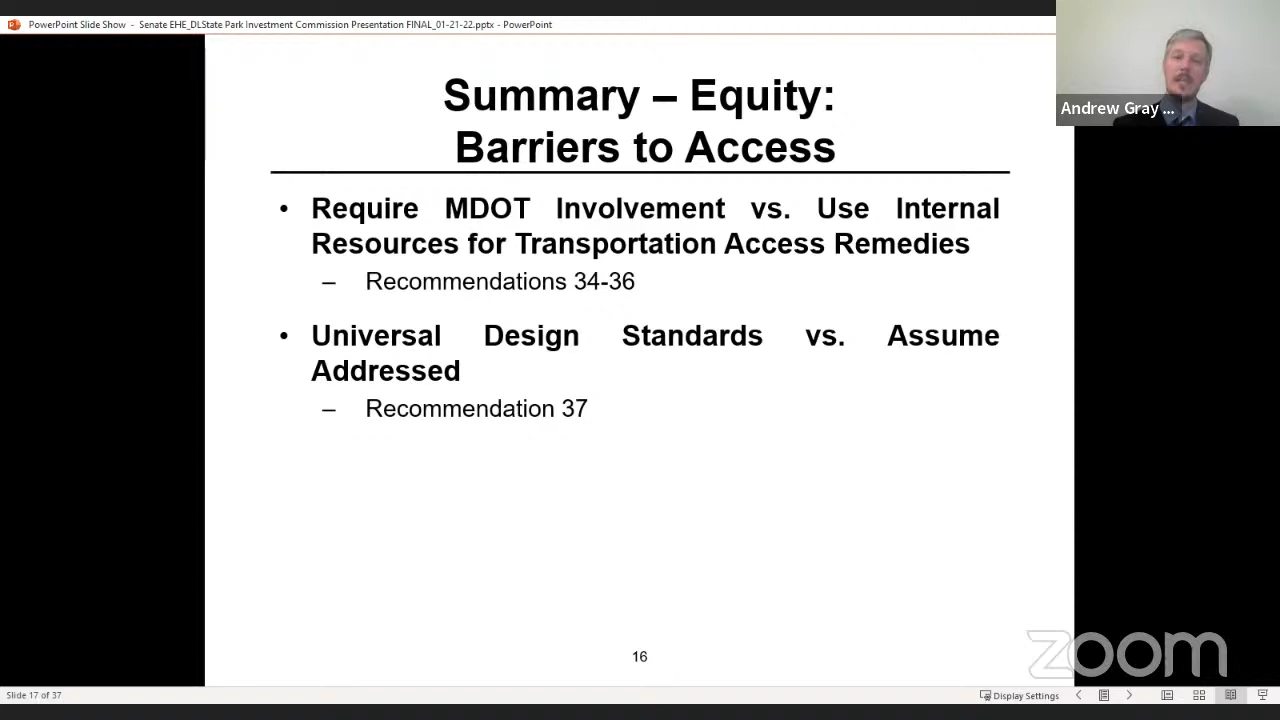 PowerPoint Slide Show - Senate EHE_DLState Park Investment Commission Presentation FINAL_01-21-22.pptx - PowerPoint
Andrew Gray ...
Summary – Equity:
Barriers to Access
• Require MDOT Involvement vs. Use Internal
Resources for Transportation Access Remedies
– Recommendations 34-36
• Universal Design Standards vs. Assume
Addressed
– Recommendation 37
16
zoom
Slide 17 of 37
Display Settings